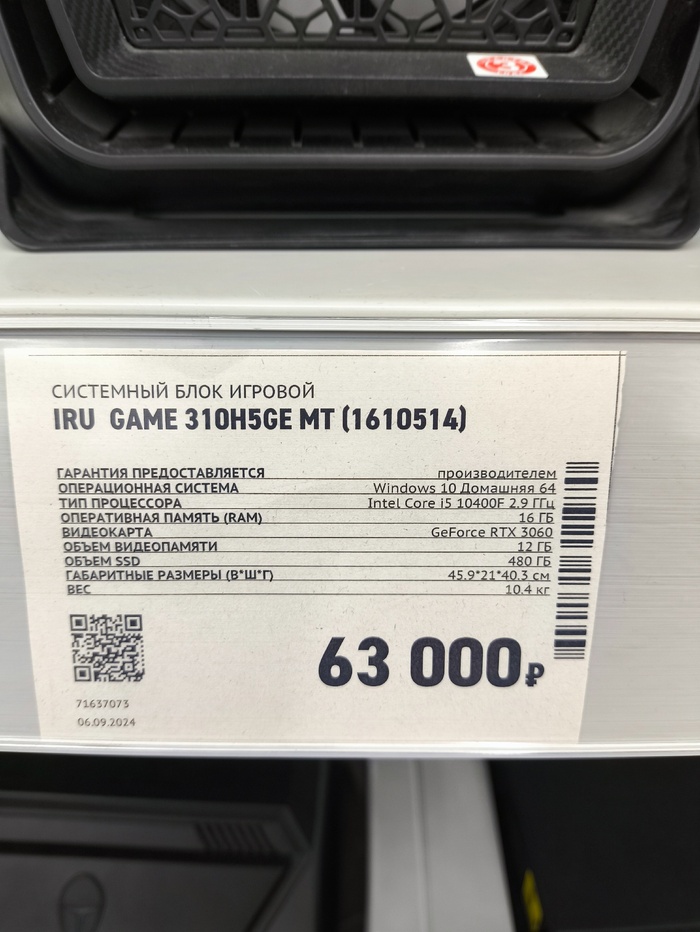 СИСТЕМНЫЙ БЛОК ИГРОВОЙ
IRU GAME 310H5GE MT (1610514)
ГАРАНТИЯ ПРЕДОСТАВЛЯЕТСЯ производителем
ОПЕРАЦИОННАЯ СИСТЕМА Windows 10 Домашняя 64
ТИП ПРОЦЕССОРА Intel Core i5 10400F 2.9 ГГц
ОПЕРАТИВНАЯ ПАМЯТЬ (RAM) 16 ГБ
ВИДЕОКАРТА GeForce RTX 3060
ОБЪЕМ ВИДЕОПАМЯТИ 12 ГБ
ОБЪЕМ SSD 480 ГБ
ГАБАРИТНЫЕ РАЗМЕРЫ (В*Ш*Г) 45.9*21*40.3 см
ВЕС 10.4 кг
63 000₽
71637073
06.09.2024